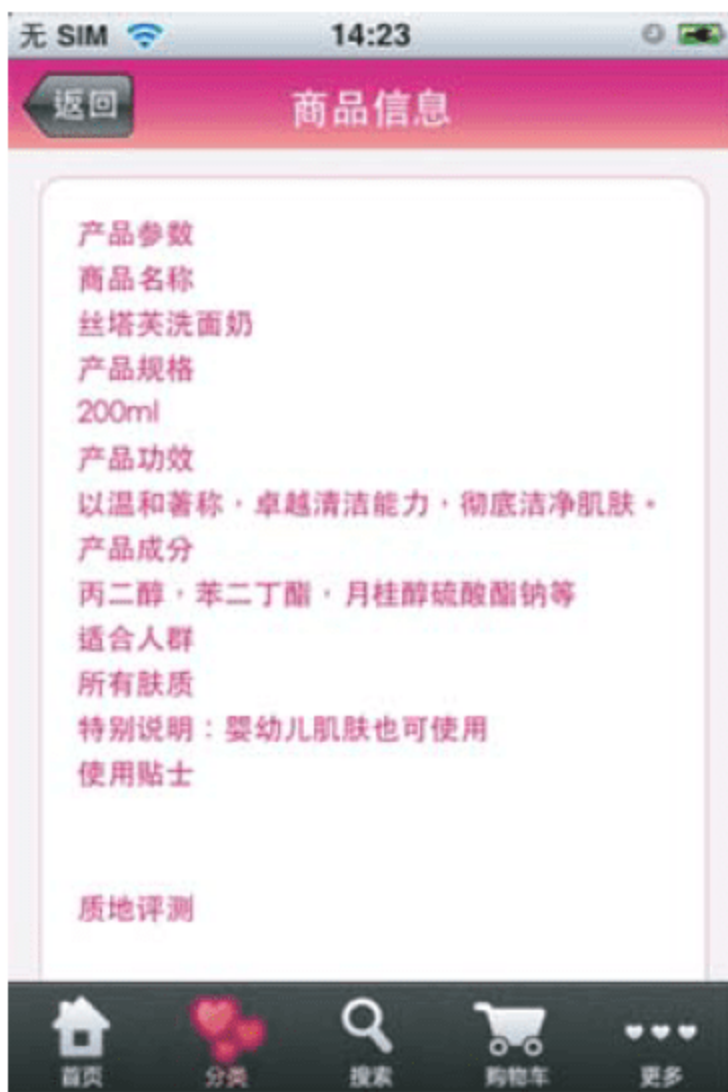 无 SIM 14:23
返回 商品信息
产品参数
商品名称
丝塔芙洗面奶
产品规格
200ml
产品功效
以温和著称，卓越清洁能力，彻底洁净肌肤。
产品成分
丙二醇，苯二丁酯，月桂醇硫酸酯钠等
适合人群
所有肤质
特别说明：婴幼儿肌肤也可使用
使用贴士
质地评测
首页 分类 搜索 购物车 更多